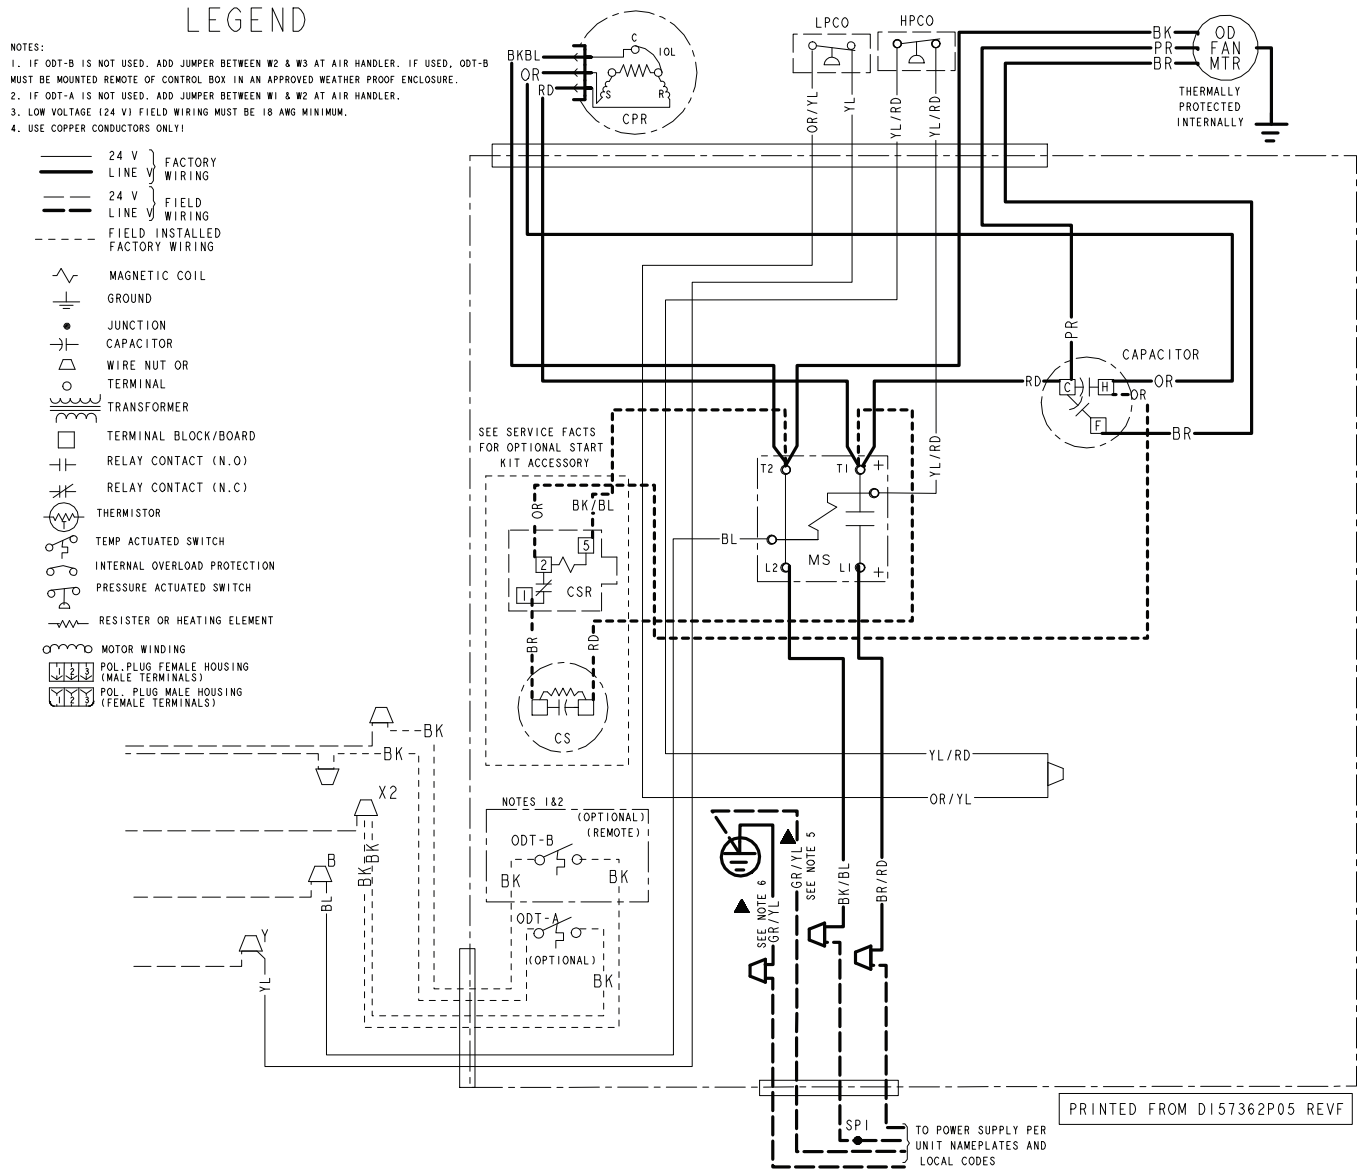 LEGEND
NOTES:
1. IF ODT-B IS NOT USED. ADD JUMPER BETWEEN W2 & W3 AT AIR HANDLER. IF USED, ODT-B
MUST BE MOUNTED REMOTE OF CONTROL BOX IN AN APPROVED WEATHER PROOF ENCLOSURE.
2. IF ODT-A IS NOT USED. ADD JUMPER BETWEEN W1 & W2 AT AIR HANDLER.
3. LOW VOLTAGE (24 V) FIELD WIRING MUST BE 18 AWG MINIMUM.
4. USE COPPER CONDUCTORS ONLY!
24 V
LINE V
FACTORY
WIRING
24 V
LINE V
FIELD
WIRING
FIELD INSTALLED
FACTORY WIRING
MAGNETIC COIL
GROUND
JUNCTION
CAPACITOR
WIRE NUT OR
TERMINAL
TRANSFORMER
TERMINAL BLOCK/BOARD
RELAY CONTACT (N.O)
RELAY CONTACT (N.C)
THERMISTOR
TEMP ACTUATED SWITCH
INTERNAL OVERLOAD PROTECTION
PRESSURE ACTUATED SWITCH
RESISTER OR HEATING ELEMENT
MOTOR WINDING
1 2 3
POL.PLUG FEMALE HOUSING
(MALE TERMINALS)
1 2 3
POL. PLUG MALE HOUSING
(FEMALE TERMINALS)
BKBL
OR
RD
C
IOL
S
R
CPR
LPCO
HPCO
OR/YL
YL
YL/RD
YL/RD
BK
PR
BR
OD
FAN
MTR
THERMALLY
PROTECTED
INTERNALLY
PR
CAPACITOR
RD
C
H
OR
OR
F
BR
SEE SERVICE FACTS
FOR OPTIONAL START
KIT ACCESSORY
OR
BK/BL
5
2
1
CSR
BR
RD
CS
T2
T1
YL/RD
BL
MS
L2
L1
BK
BK
X2
BK
BK
B
BL
Y
YL
NOTES 1&2
(OPTIONAL)
(REMOTE)
ODT-B
BK
BK
ODT-A
(OPTIONAL)
BK
YL/RD
OR/YL
GR/YL
SEE NOTE 5
SEE NOTE 6
GR/YL
BK/BL
BR/RD
SP1
TO POWER SUPPLY PER
UNIT NAMEPLATES AND
LOCAL CODES
PRINTED FROM D157362P05 REVF